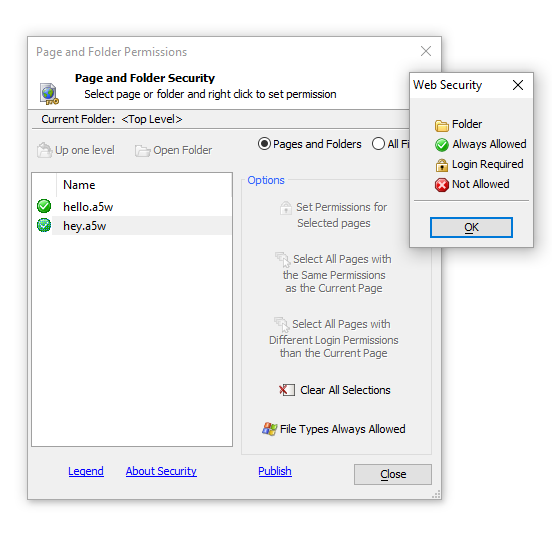 Page and Folder Permissions
Page and Folder Security
Select page or folder and right click to set permission
Current Folder: <Top Level>
Up one level
Open Folder
Pages and Folders
All Fi
Name
hello.a5w
hey.a5w
Options
Set Permissions for
Selected pages
Select All Pages with
the Same Permissions
as the Current Page
Select All Pages with
Different Login Permissions
than the Current Page
Clear All Selections
File Types Always Allowed
Legend
About Security
Publish
Close
Web Security
Folder
Always Allowed
Login Required
Not Allowed
OK